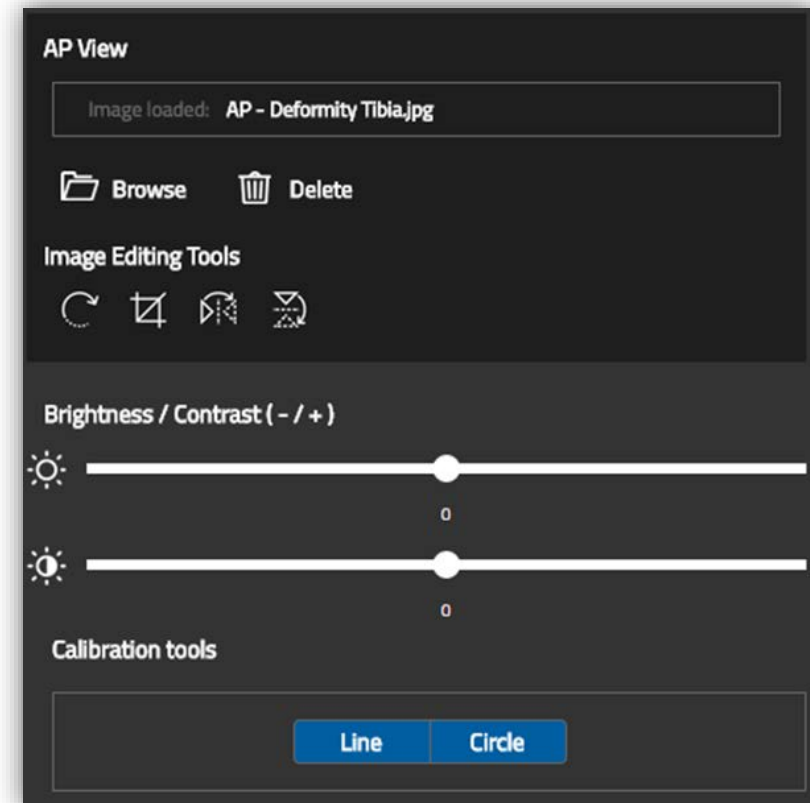 AP View
Image loaded: AP - Deformity Tibia.jpg
Browse Delete
Image Editing Tools
Brightness / Contrast ( - / + )
0
0
Calibration tools
Line Circle